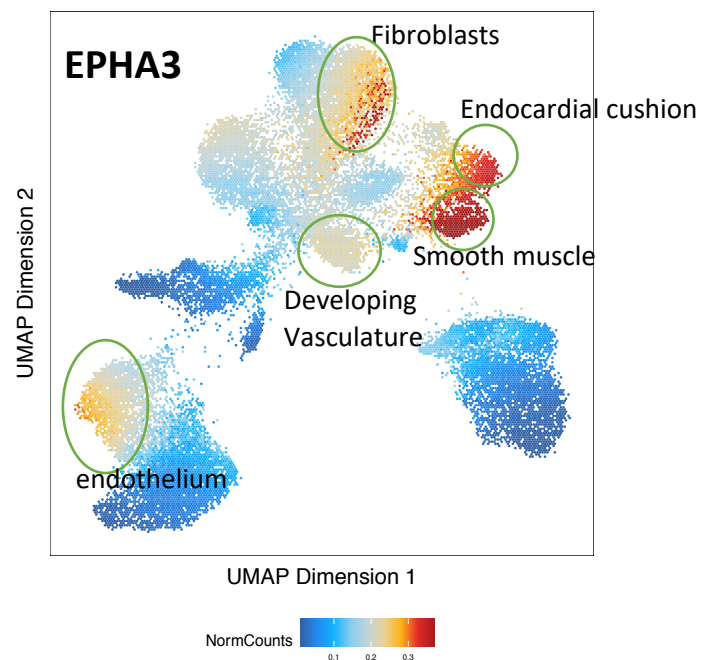 EPHA3
Fibroblasts
Endocardial cushion
Smooth muscle
Developing
Vasculature
endothelium
UMAP Dimension 2
UMAP Dimension 1
NormCounts
0.1 0.2 0.3